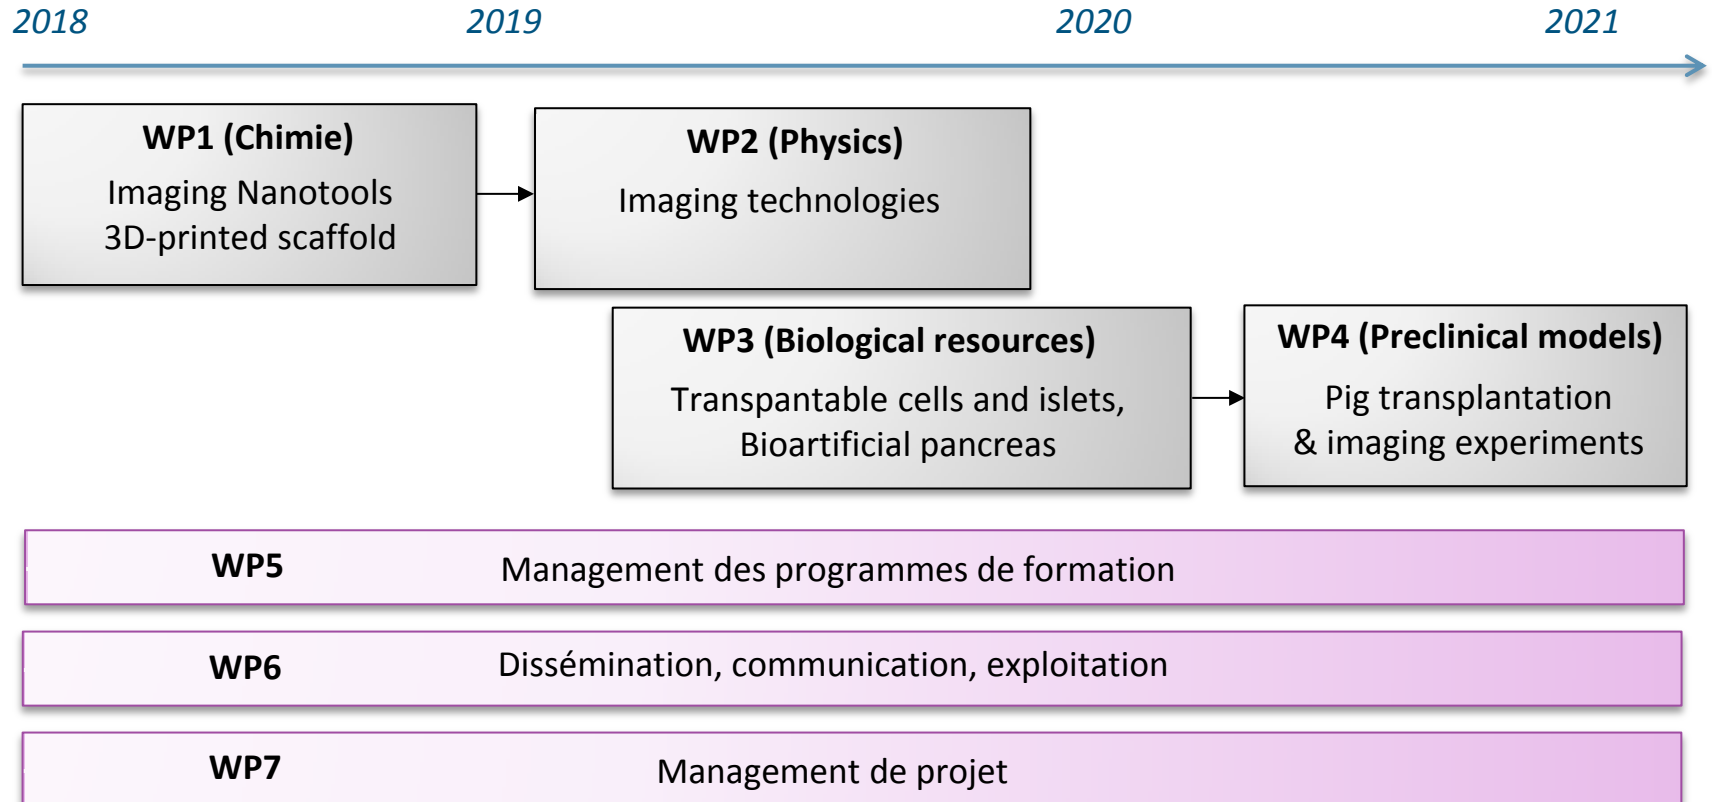 2018 2019 2020 2021
WP1 (Chimie)
Imaging Nanotools
3D-printed scaffold
WP2 (Physics)
Imaging technologies
WP3 (Biological resources)
Transpantable cells and islets,
Bioartificial pancreas
WP4 (Preclinical models)
Pig transplantation
& imaging experiments
WP5 Management des programmes de formation
WP6 Dissémination, communication, exploitation
WP7 Management de projet